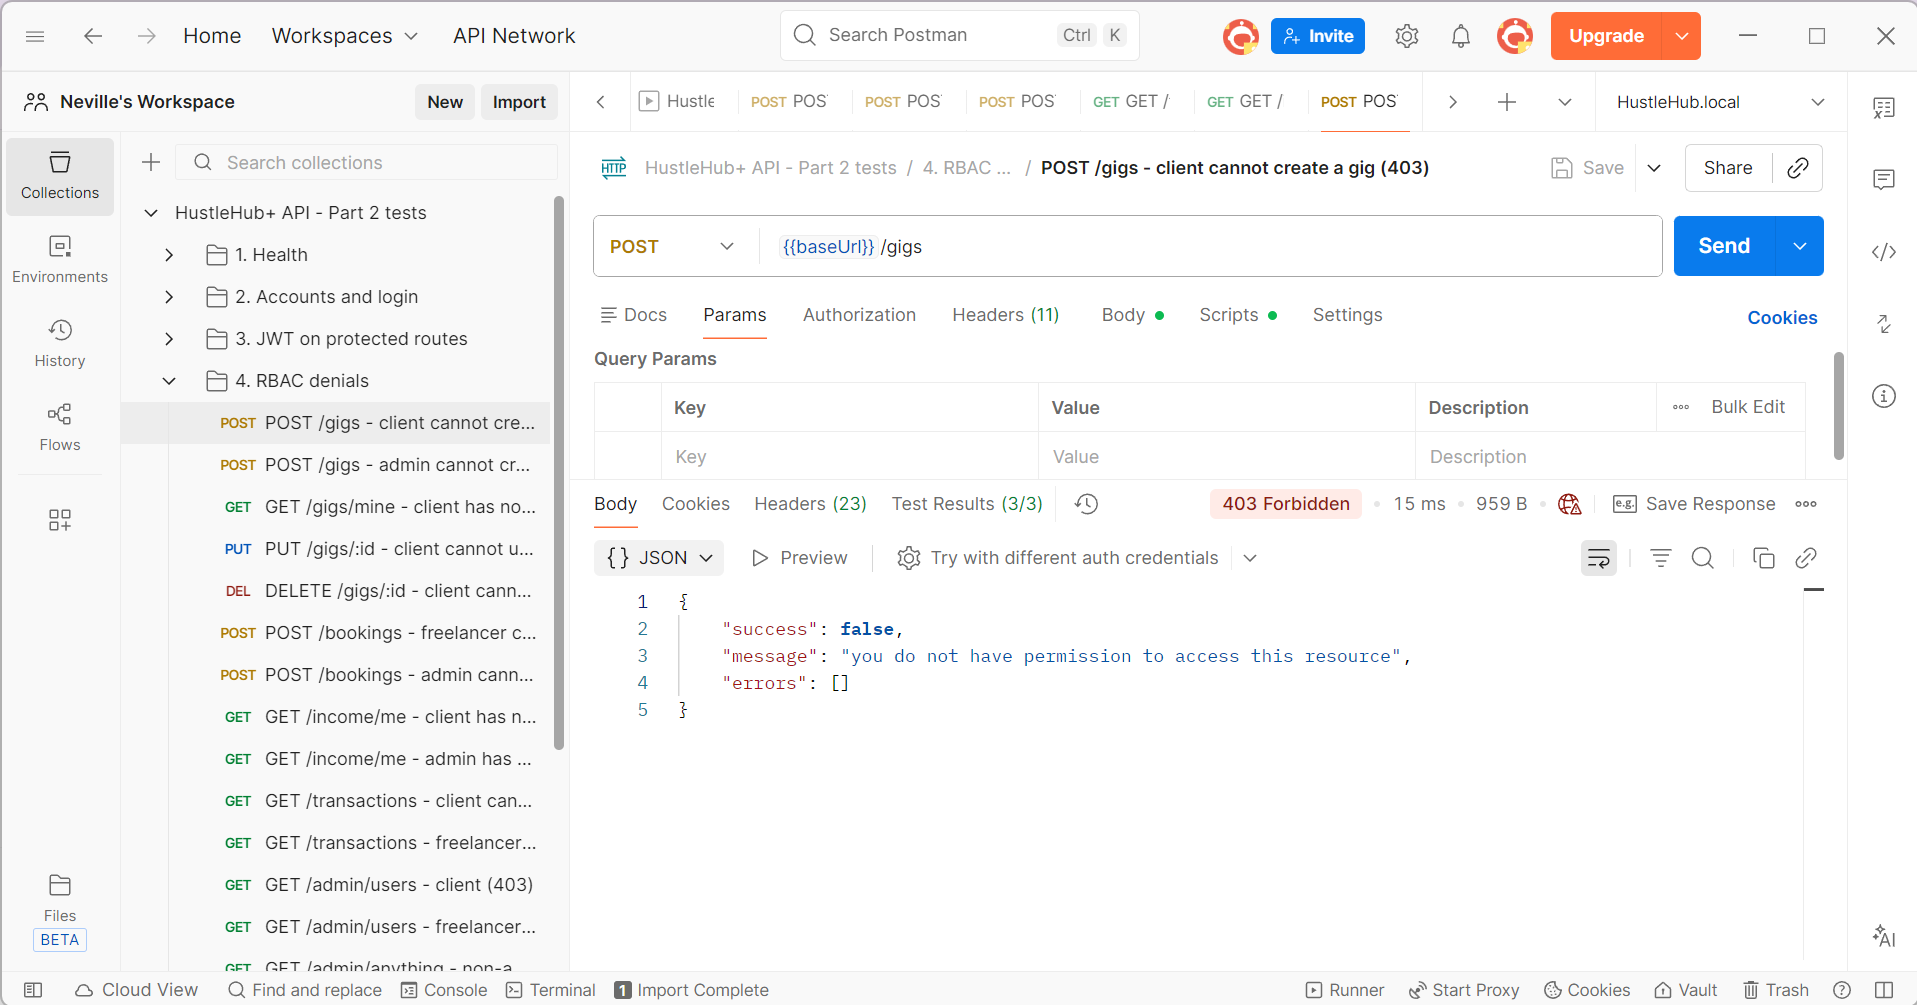 Home Workspaces API Network Search Postman Ctrl K Invite Upgrade
Neville's Workspace New Import Hustle POST POS POST POS POST POS GET GET / GET GET / POST POS HustleHub.local
Search collections
Collections
Environments
History
Flows
Files
BETA
HustleHub+ API - Part 2 tests
1. Health
2. Accounts and login
3. JWT on protected routes
4. RBAC denials
POST POST /gigs - client cannot cre...
POST POST /gigs - admin cannot cr...
GET GET /gigs/mine - client has no...
PUT PUT /gigs/:id - client cannot u...
DEL DELETE /gigs/:id - client cann...
POST POST /bookings - freelancer c...
POST POST /bookings - admin cann...
GET GET /income/me - client has n...
GET GET /income/me - admin has ...
GET GET /transactions - client can...
GET GET /transactions - freelancer...
GET GET /admin/users - client (403)
GET GET /admin/users - freelancer...
GET GET /admin/anything - non-a...
HTTP HustleHub+ API - Part 2 tests / 4. RBAC ... / POST /gigs - client cannot create a gig (403) Save Share
POST {{baseUrl}} /gigs Send
Docs Params Authorization Headers (11) Body Scripts Settings Cookies
Query Params
Key Value Description Bulk Edit
Key Value Description
Body Cookies Headers (23) Test Results (3/3) 403 Forbidden 15 ms 959 B e.g. Save Response
{} JSON Preview Try with different auth credentials
1 {
2 "success": false,
3 "message": "you do not have permission to access this resource",
4 "errors": []
5 }
AI
Cloud View Find and replace Console Terminal 1 Import Complete Runner Start Proxy Cookies Vault Trash